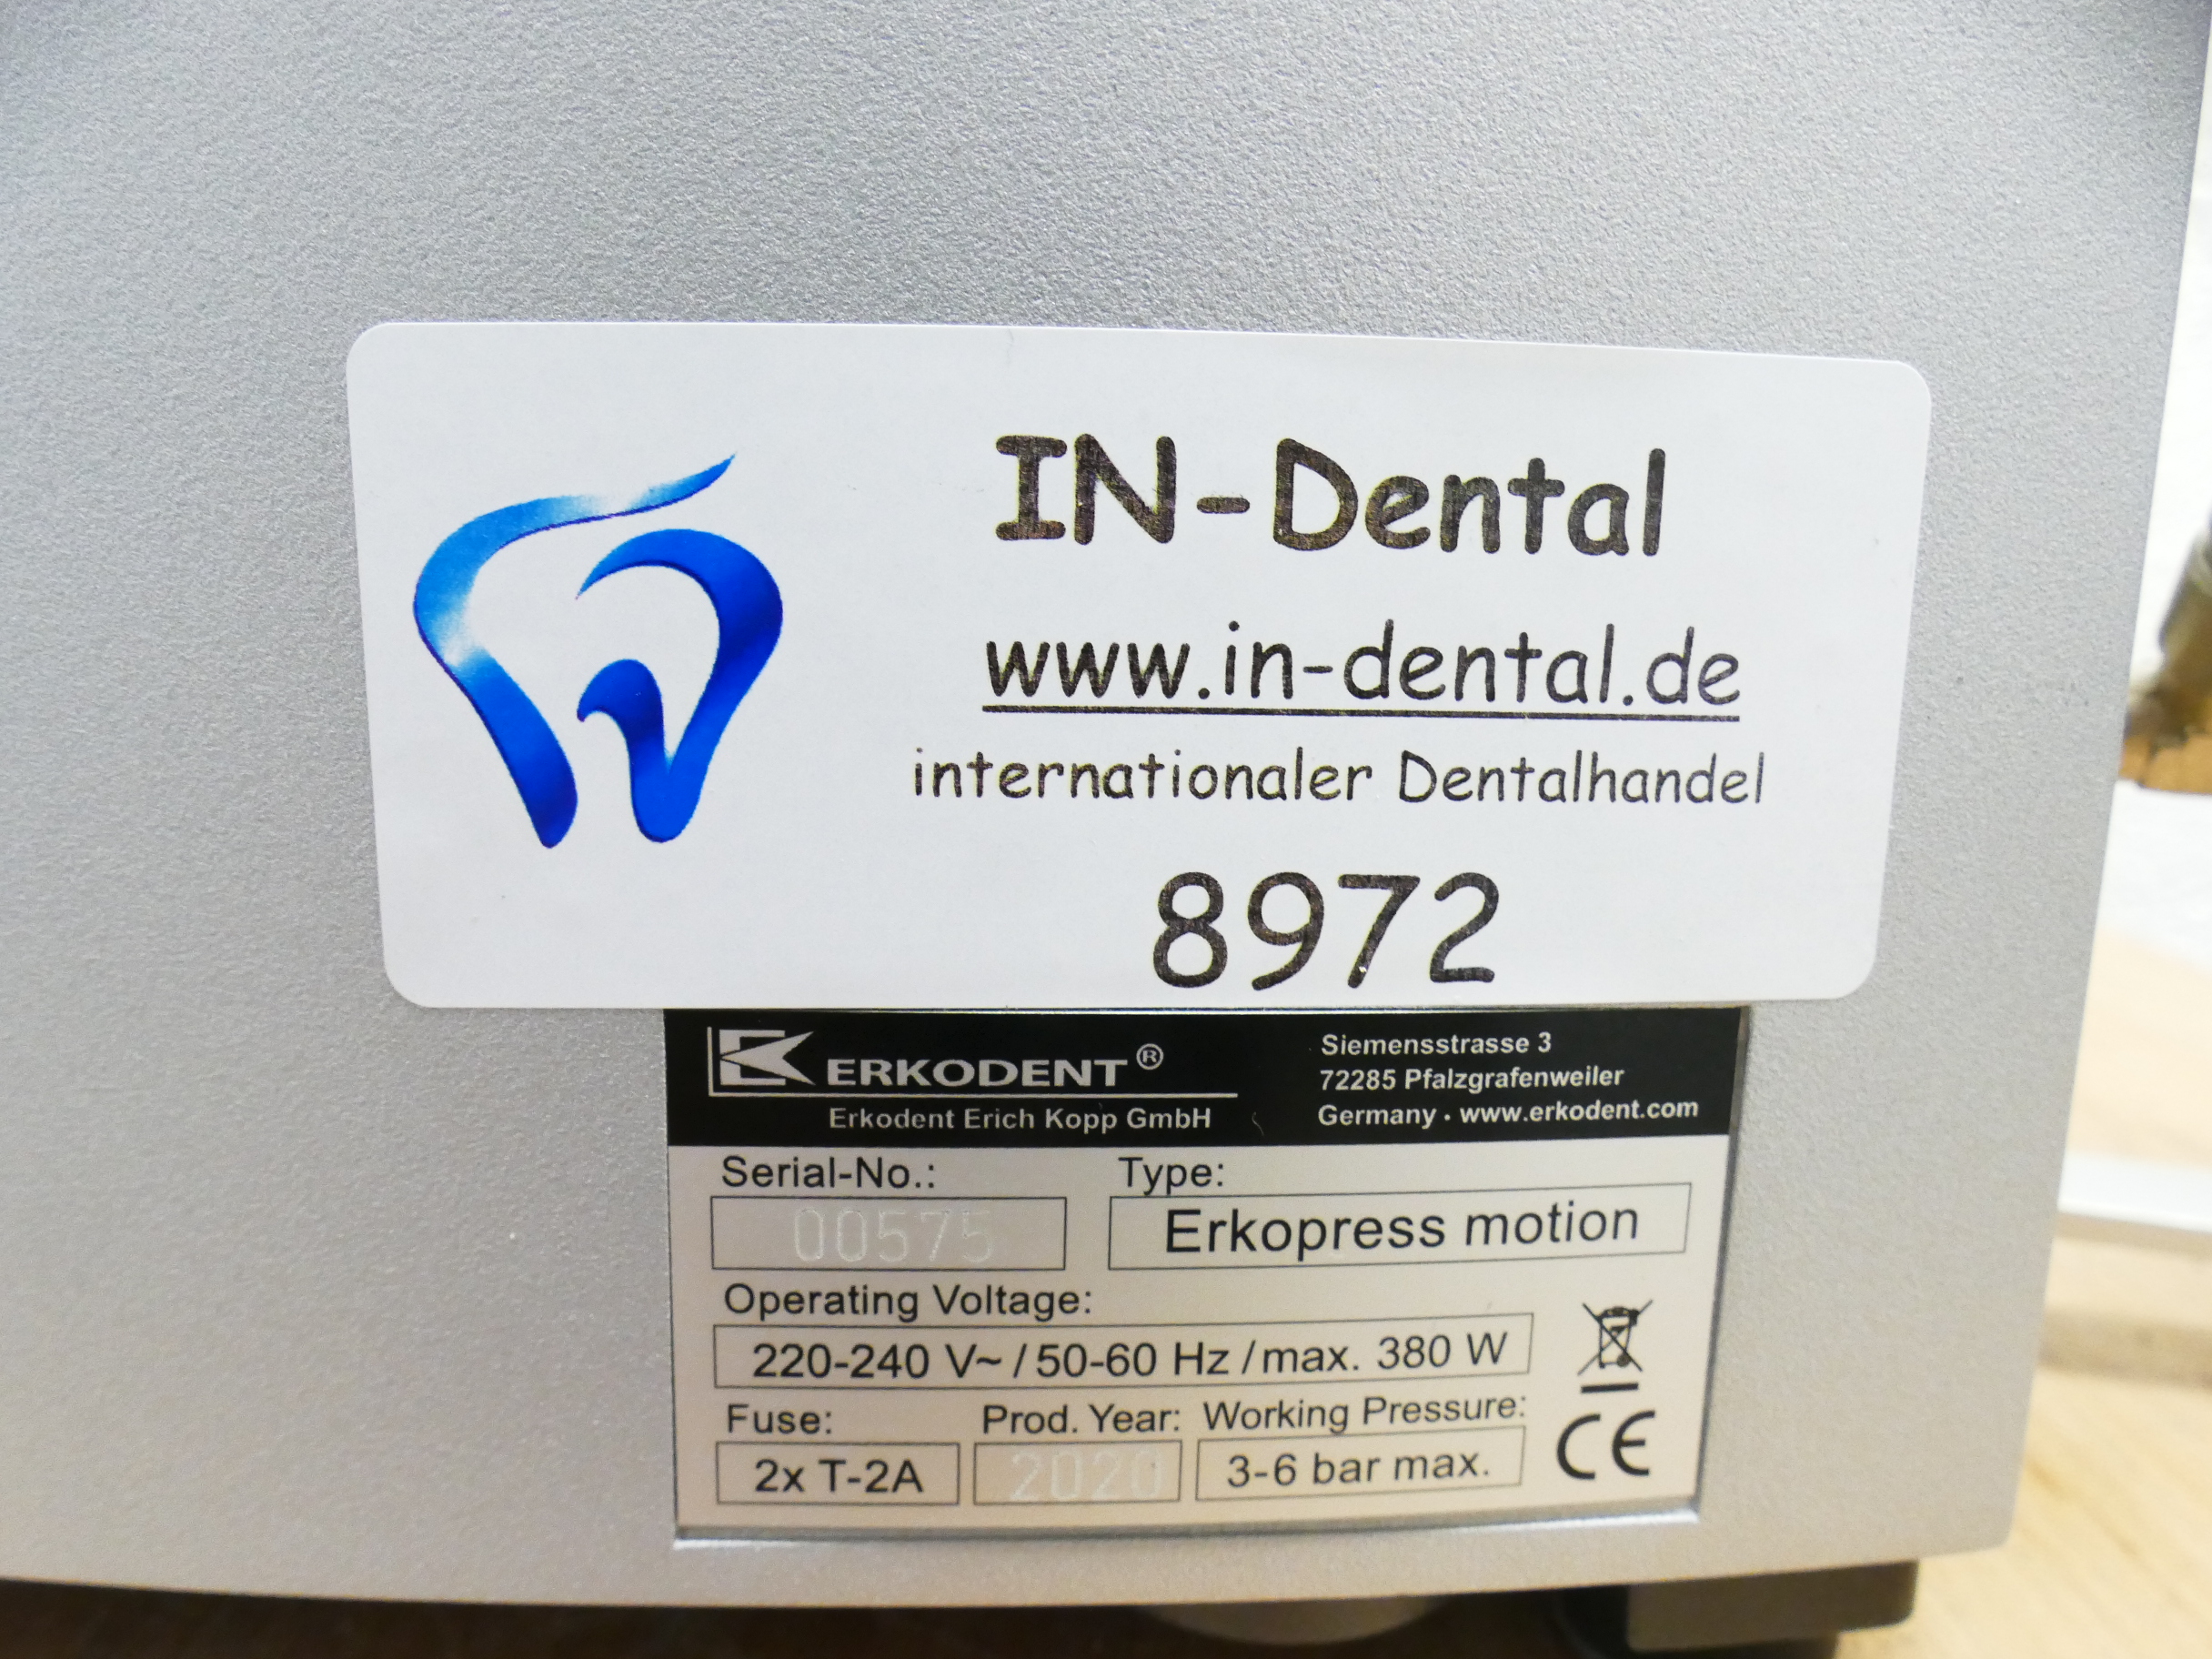 IN-Dental
www.in-dental.de
internationaler Dentalhandel
8972
ERKODENT®
Erkodent Erich Kopp GmbH
Siemensstrasse 3
72285 Pfalzgrafenweiler
Germany · www.erkodent.com
Serial-No.: Type:
00575 Erkopress motion
Operating Voltage:
220-240 V~ / 50-60 Hz / max. 380 W
Fuse: Prod. Year: Working Pressure:
2x T-2A 2020 3-6 bar max.
CE